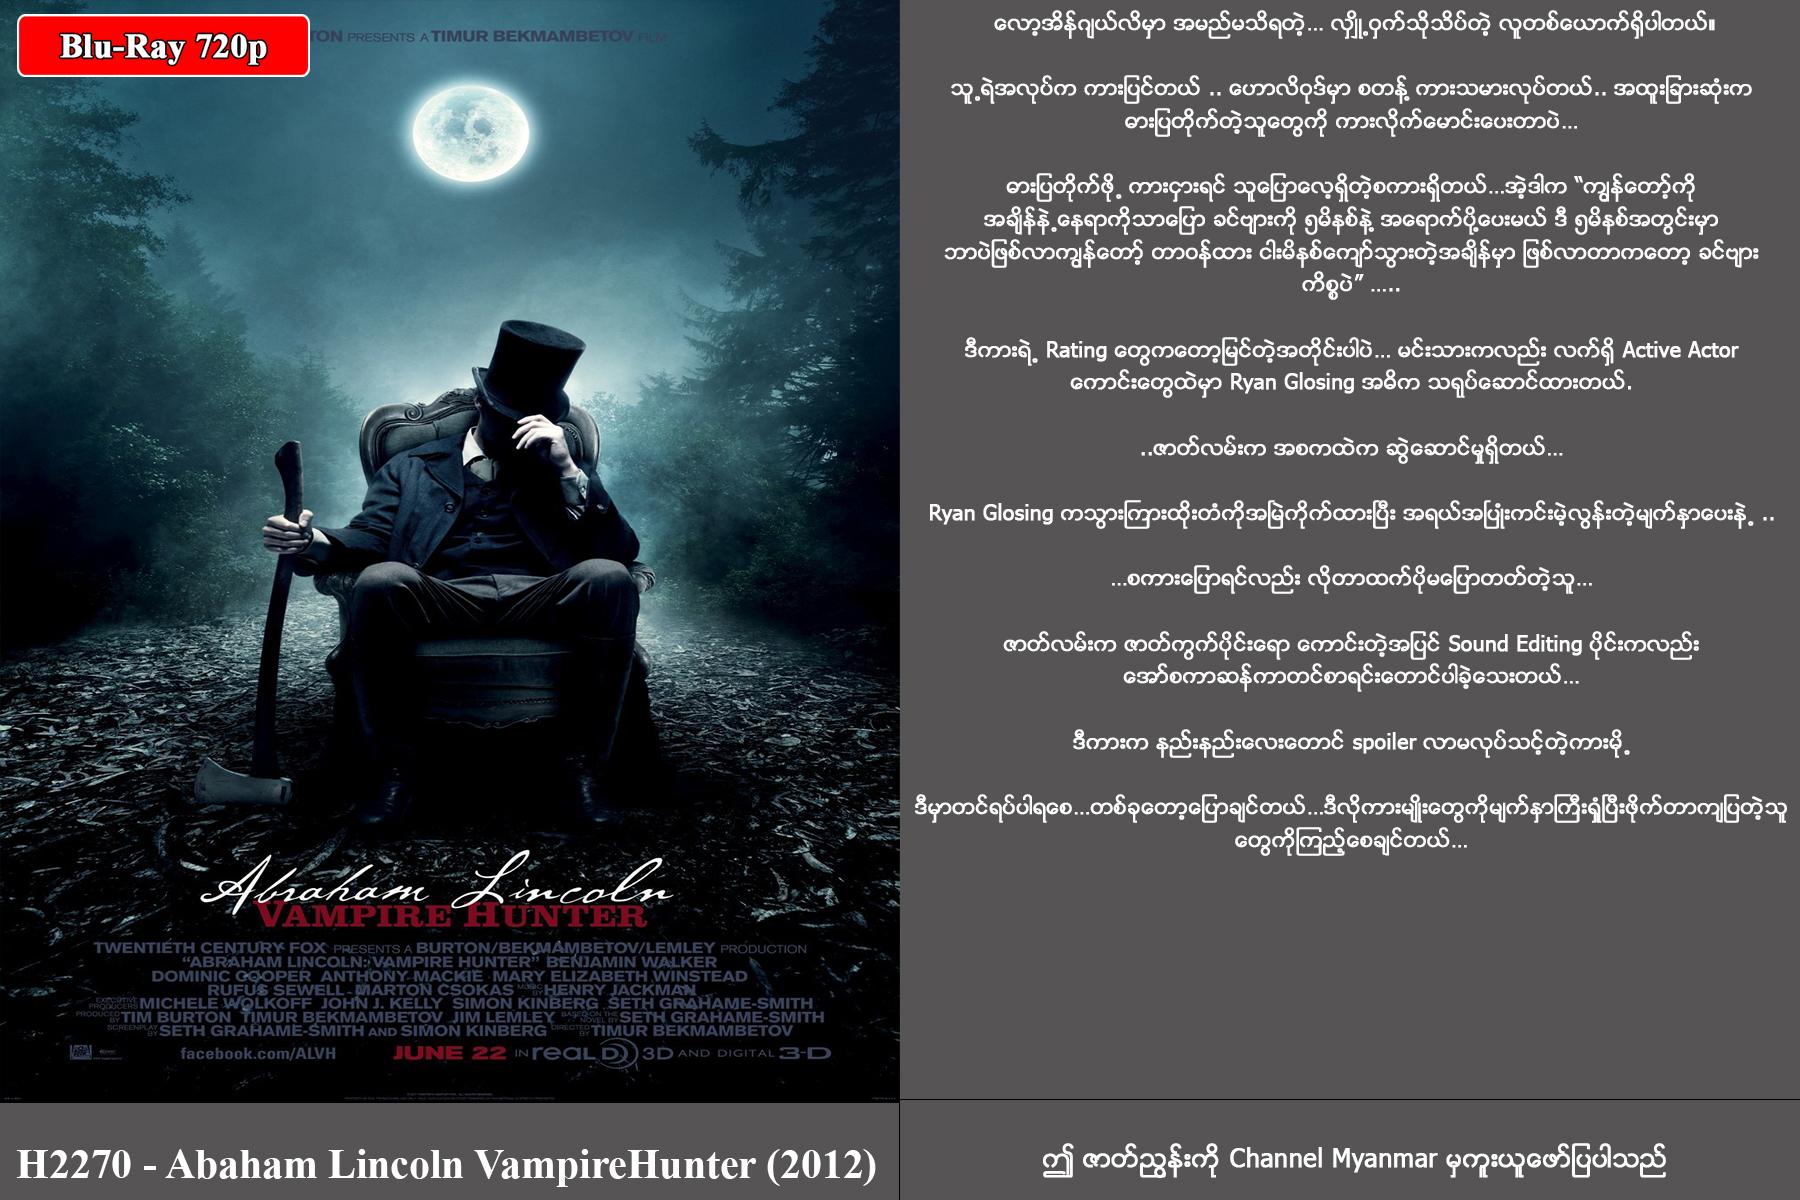 Blu-Ray 720p
TON PRESENTS A TIMUR BEKMAMBETOV FILM
Abraham Lincoln
VAMPIRE HUNTER
TWENTIETH CENTURY FOX PRESENTS A BURTON/BEKMAMBETOV/LEMLEY PRODUCTION
“ABRAHAM LINCOLN: VAMPIRE HUNTER” BENJAMIN WALKER
DOMINIC COOPER ANTHONY MACKIE MARY ELIZABETH WINSTEAD
RUFUS SEWELL MARTON CSOKAS MUSIC BY HENRY JACKMAN
EXECUTIVE PRODUCERS MICHELE WOLKOFF JOHN J. KELLY SIMON KINBERG SETH GRAHAME-SMITH
PRODUCED BY TIM BURTON TIMUR BEKMAMBETOV JIM LEMLEY BASED ON THE NOVEL BY SETH GRAHAME-SMITH
SCREENPLAY BY SETH GRAHAME-SMITH AND SIMON KINBERG DIRECTED BY TIMUR BEKMAMBETOV
facebook.com/ALVH JUNE 22 IN REAL D 3D AND DIGITAL 3-D
H2270 - Abaham Lincoln VampireHunter (2012)
လော့အိန်ဂျယ်လိမှာ အမည်မသိရတဲ့... လျှို့ဝှက်သိုသိပ်တဲ့ လူတစ်ယောက်ရှိပါတယ်။
သူ့ရဲအလုပ်က ကားပြင်တယ် .. ဟောလိဝုဒ်မှာ စတန့် ကားသမားလုပ်တယ်.. အထူးခြားဆုံးက
ဓားပြတိုက်တဲ့သူတွေကို ကားလိုက်မောင်းပေးတာပဲ...
ဓားပြတိုက်ဖို့ ကားငှားရင် သူပြောလေ့ရှိတဲ့စကားရှိတယ်...အဲ့ဒါက “ကျွန်တော့်ကို
အချိန်နဲ့နေရာကိုသာပြော ခင်ဗျားကို ၅မိနစ်နဲ့ အရောက်ပို့ပေးမယ် ဒီ ၅မိနစ်အတွင်းမှာ
ဘာပဲဖြစ်လာကျွန်တော့် တာဝန်ထား ငါးမိနစ်ကျော်သွားတဲ့အချိန်မှာ ဖြစ်လာတာကတော့ ခင်ဗျား
ကိစ္စပဲ” .....
ဒီကားရဲ့ Rating တွေကတော့မြင်တဲ့အတိုင်းပါပဲ... မင်းသားကလည်း လက်ရှိ Active Actor
ကောင်းတွေထဲမှာ Ryan Glosing အဓိက သရုပ်ဆောင်ထားတယ်.
..ဇာတ်လမ်းက အစကထဲက ဆွဲဆောင်မှုရှိတယ်...
Ryan Glosing ကသွားကြားထိုးတံကိုအမြဲကိုက်ထားပြီး အရယ်အပြုံးကင်းမဲ့လွန်းတဲ့မျက်နှာပေးနဲ့ ..
...စကားပြောရင်လည်း လိုတာထက်ပိုမပြောတတ်တဲ့သူ...
ဇာတ်လမ်းက ဇာတ်ကွက်ပိုင်းရော ကောင်းတဲ့အပြင် Sound Editing ပိုင်းကလည်း
အော်စကာဆန်ကာတင်စာရင်းတောင်ပါခဲ့သေးတယ်...
ဒီကားက နည်းနည်းလေးတောင် spoiler လာမလုပ်သင့်တဲ့ကားမို့
ဒီမှာတင်ရပ်ပါရစေ...တစ်ခုတော့ပြောချင်တယ်...ဒီလိုကားမျိုးတွေကိုမျက်နှာကြီးရှုံ့ပြီးဖိုက်တာကျပြတဲ့သူ
တွေကိုကြည့်စေချင်တယ်...
ဤ ဇာတ်ညွှန်းကို Channel Myanmar မှကူးယူဖော်ပြပါသည်